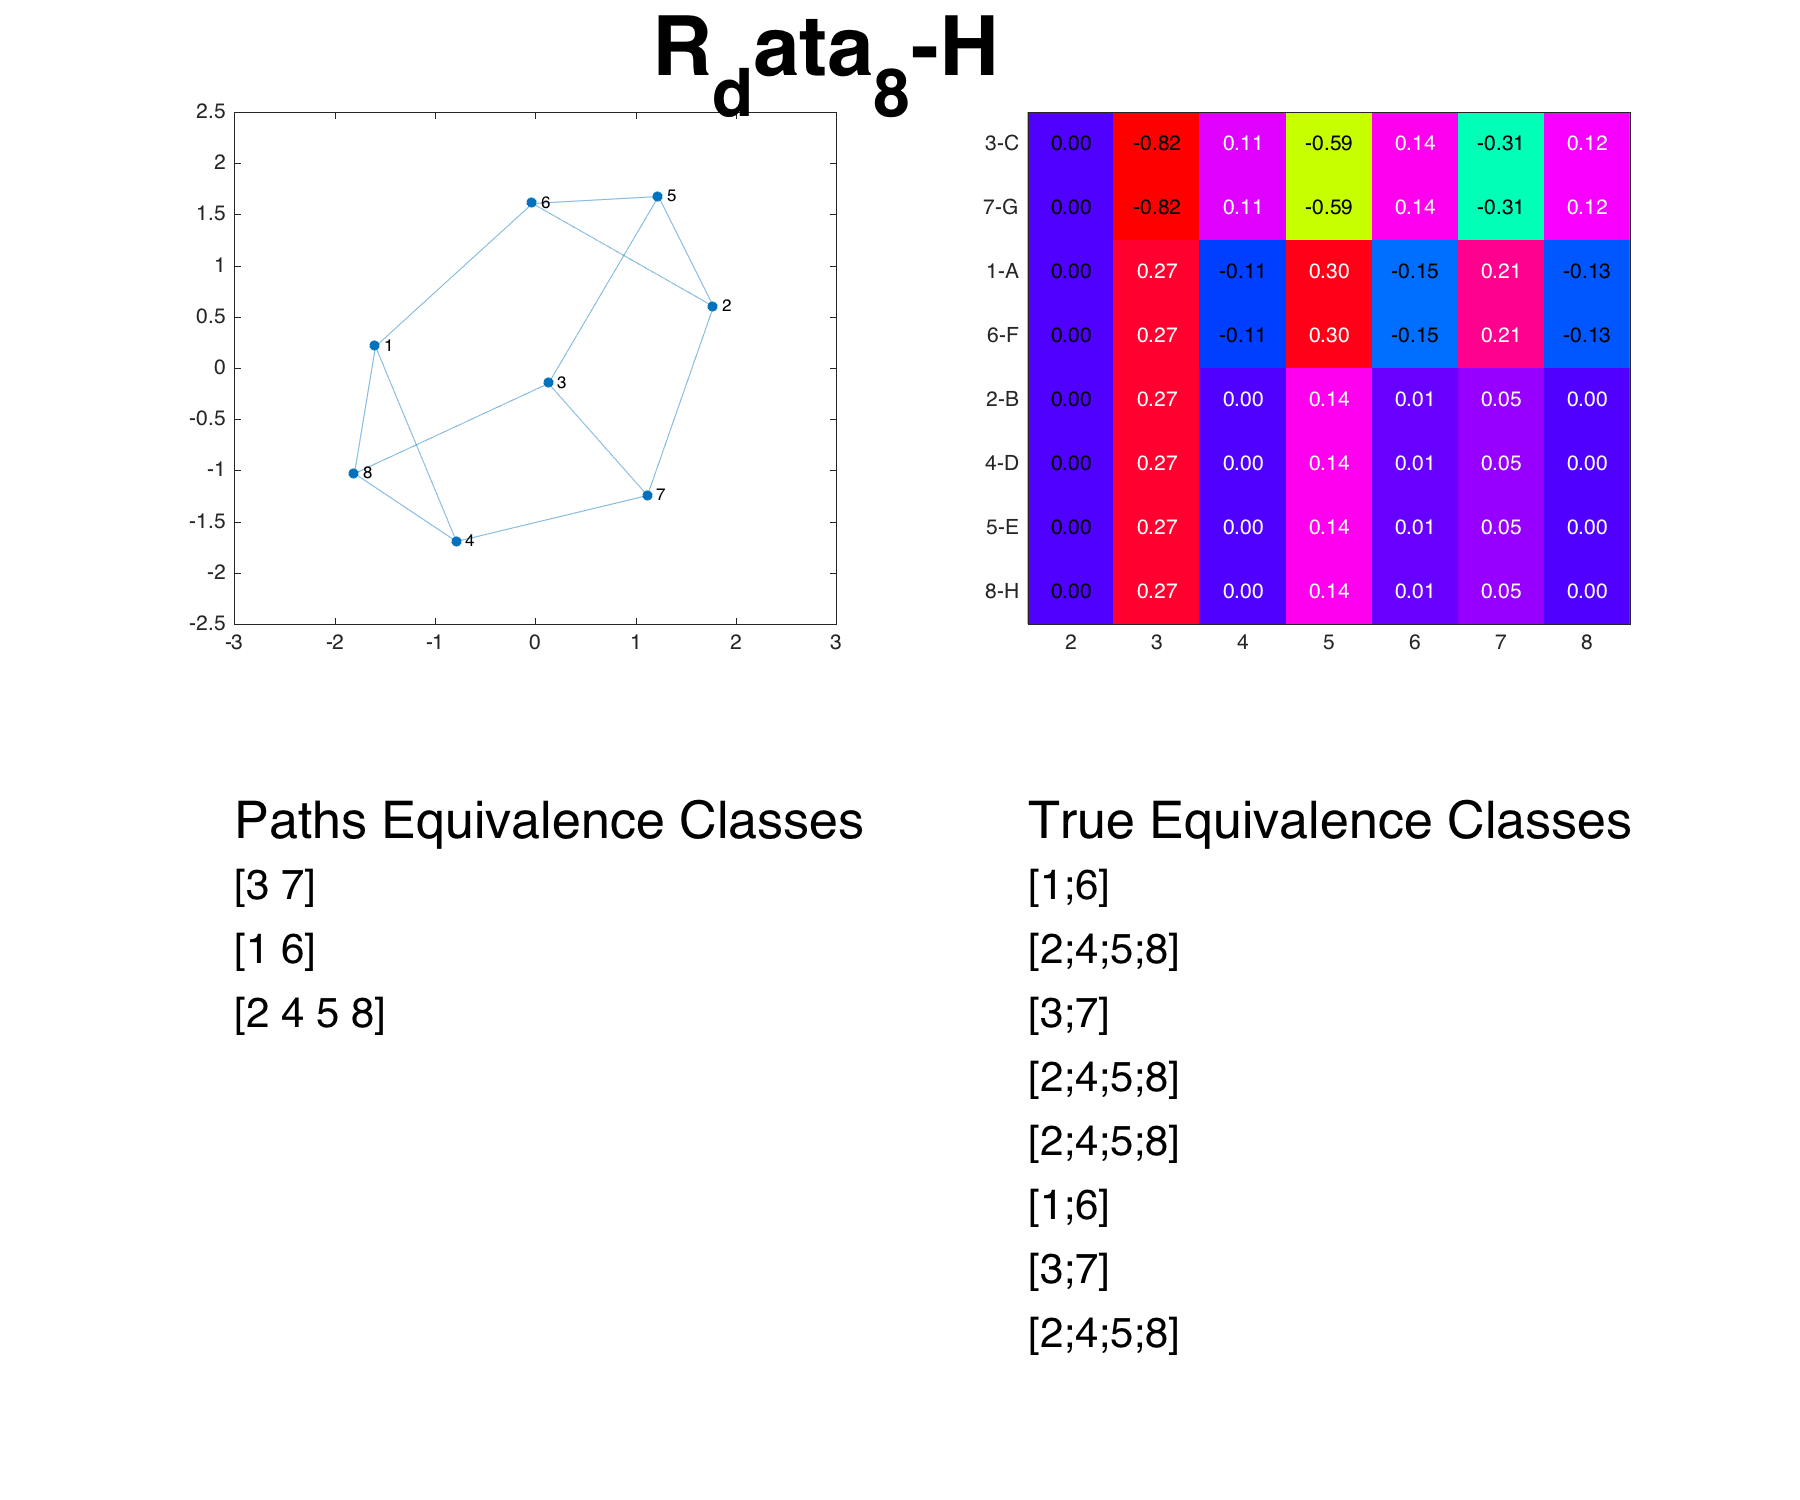 R_data_8-H
2.5
2
1.5
1
0.5
0
-0.5
-1
-1.5
-2
-2.5
-3 -2 -1 0 1 2 3
6
5
2
1
3
8
7
4
3-C 0.00 -0.82 0.11 -0.59 0.14 -0.31 0.12
7-G 0.00 -0.82 0.11 -0.59 0.14 -0.31 0.12
1-A 0.00 0.27 -0.11 0.30 -0.15 0.21 -0.13
6-F 0.00 0.27 -0.11 0.30 -0.15 0.21 -0.13
2-B 0.00 0.27 0.00 0.14 0.01 0.05 0.00
4-D 0.00 0.27 0.00 0.14 0.01 0.05 0.00
5-E 0.00 0.27 0.00 0.14 0.01 0.05 0.00
8-H 0.00 0.27 0.00 0.14 0.01 0.05 0.00
2 3 4 5 6 7 8
Paths Equivalence Classes
[3 7]
[1 6]
[2 4 5 8]
True Equivalence Classes
[1;6]
[2;4;5;8]
[3;7]
[2;4;5;8]
[2;4;5;8]
[1;6]
[3;7]
[2;4;5;8]